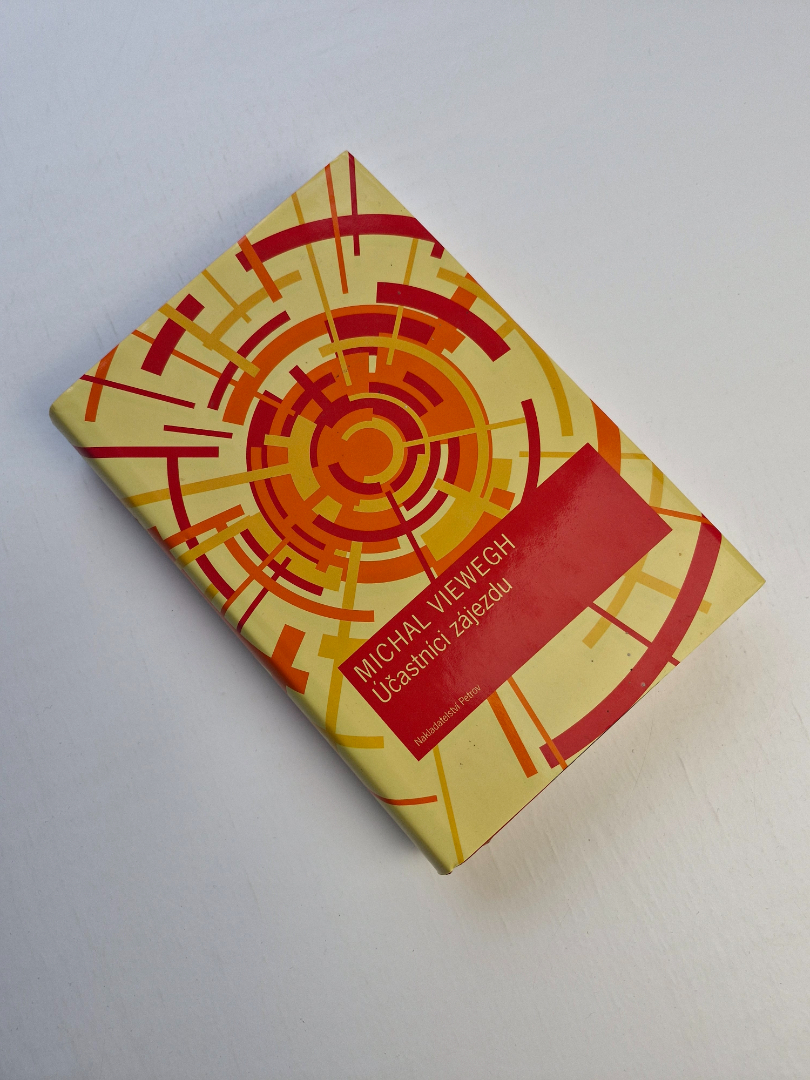 MICHAL VIEWEGH
Účastníci zájezdu
Nakladatelství Petrov